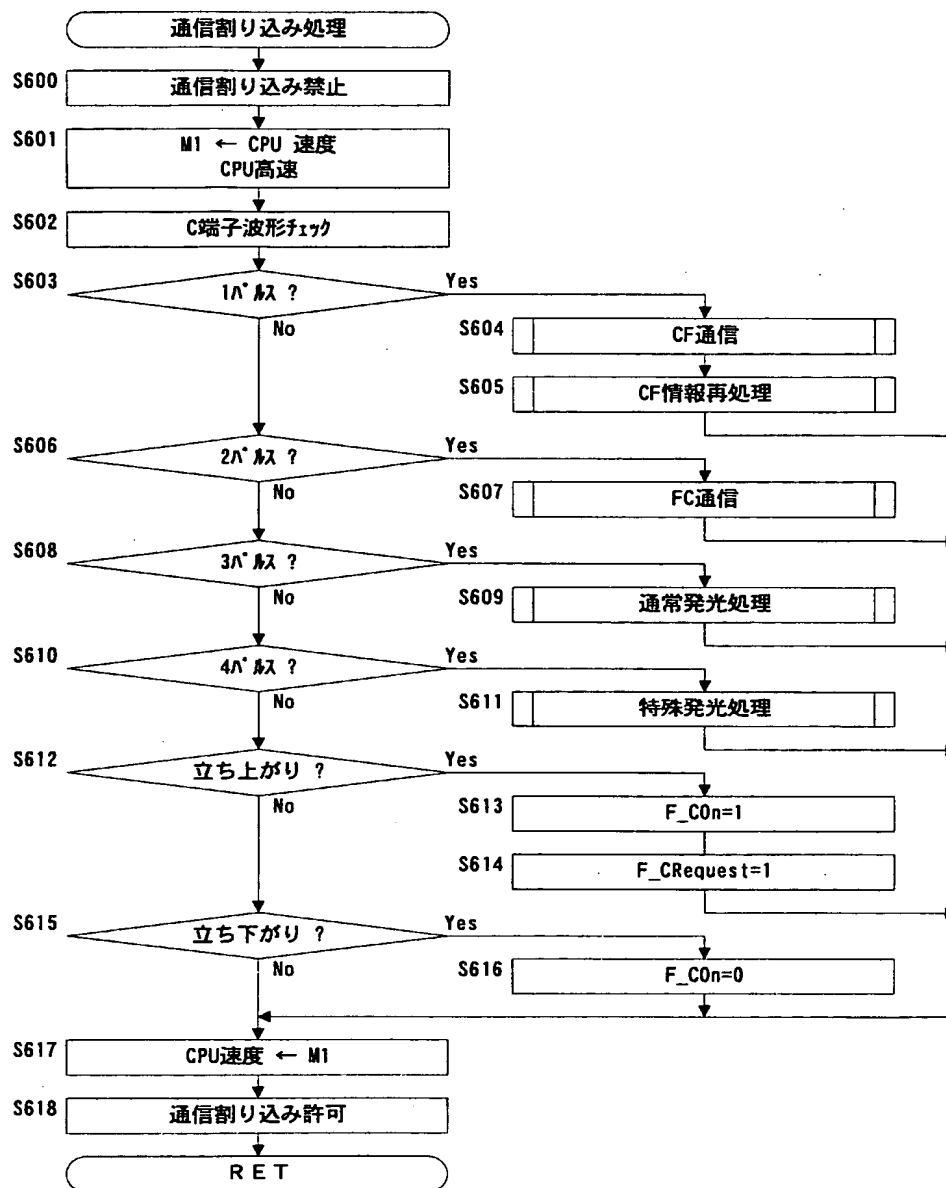 通信割り込み処理
S600
通信割り込み禁止
S601
M1 ← CPU 速度
CPU高速
S602
C端子波形ﾁｪｯｸ
S603
1ﾊﾟﾙｽ ?
Yes
No
S604
CF通信
S605
CF情報再処理
S606
2ﾊﾟﾙｽ ?
Yes
No
S607
FC通信
S608
3ﾊﾟﾙｽ ?
Yes
No
S609
通常発光処理
S610
4ﾊﾟﾙｽ ?
Yes
No
S611
特殊発光処理
S612
立ち上がり ?
Yes
No
S613
F_COn=1
S614
F_CRequest=1
S615
立ち下がり ?
Yes
No
S616
F_COn=0
S617
CPU速度 ← M1
S618
通信割り込み許可
RET